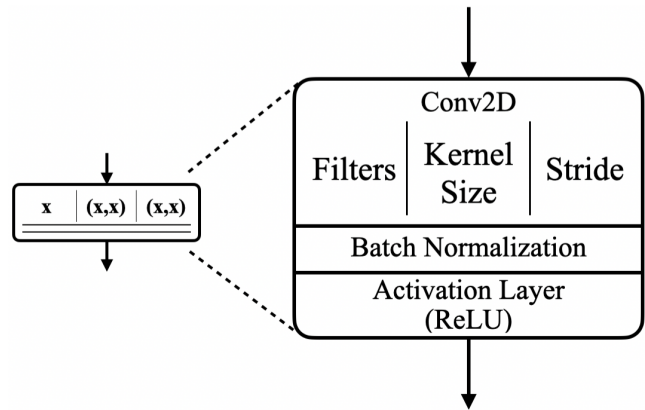 x (x,x) (x,x)
Conv2D
Filters Kernel Size Stride
Batch Normalization
Activation Layer
(ReLU)